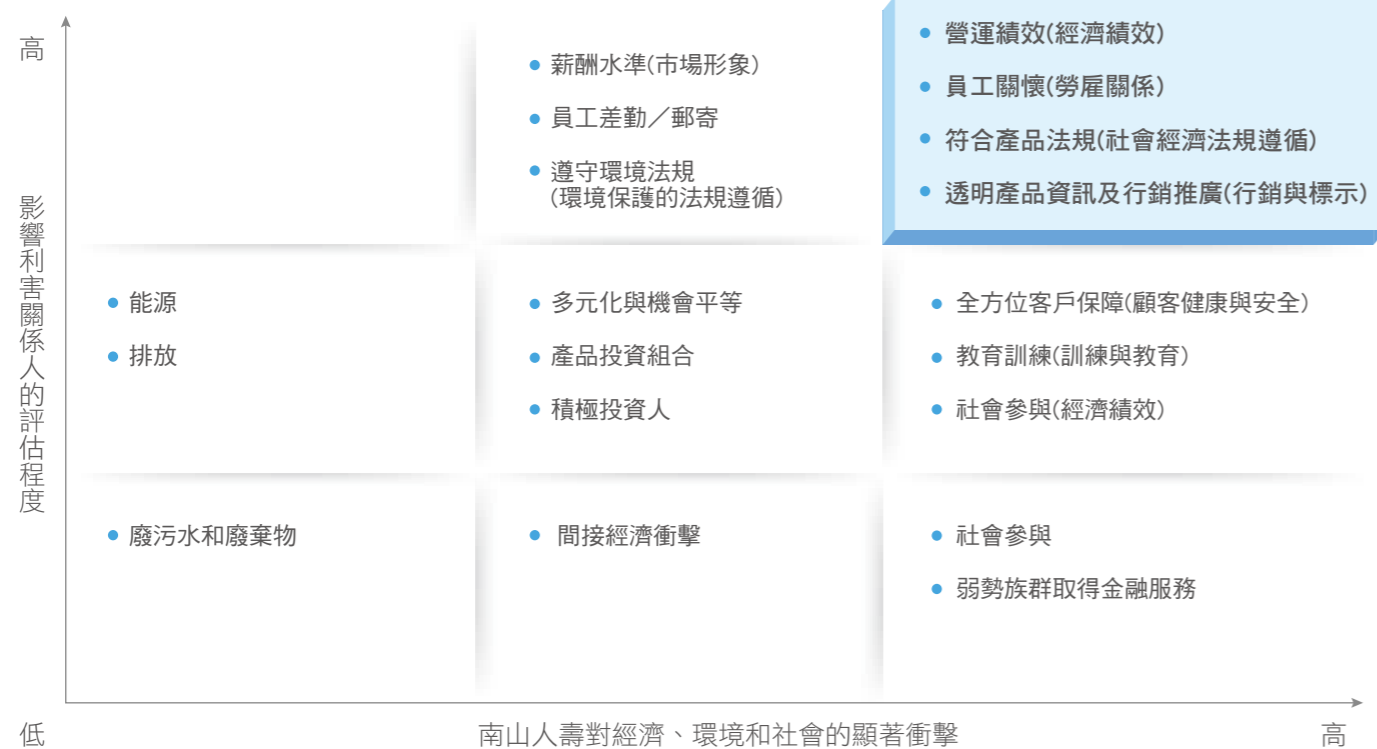 高
影響利害關係人的評估程度
薪酬水準(市場形象)
員工差勤／郵寄
遵守環境法規
(環境保護的法規遵循)
營運績效(經濟績效)
員工關懷(勞雇關係)
符合產品法規(社會經濟法規遵循)
透明產品資訊及行銷推廣(行銷與標示)
能源
排放
多元化與機會平等
產品投資組合
積極投資人
全方位客戶保障(顧客健康與安全)
教育訓練(訓練與教育)
社會參與(經濟績效)
廢污水和廢棄物
間接經濟衝擊
社會參與
弱勢族群取得金融服務
低
南山人壽對經濟、環境和社會的顯著衝擊
高